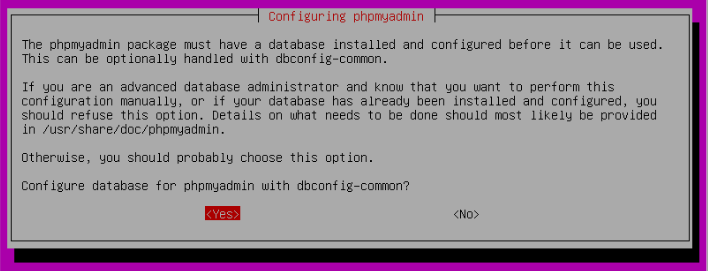 Configuring phpmyadmin
The phpmyadmin package must have a database installed and configured before it can be used.
This can be optionally handled with dbconfig-common.
If you are an advanced database administrator and know that you want to perform this
configuration manually, or if your database has already been installed and configured, you
should refuse this option. Details on what needs to be done should most likely be provided
in /usr/share/doc/phpmyadmin.
Otherwise, you should probably choose this option.
Configure database for phpmyadmin with dbconfig-common?
<Yes> <No>